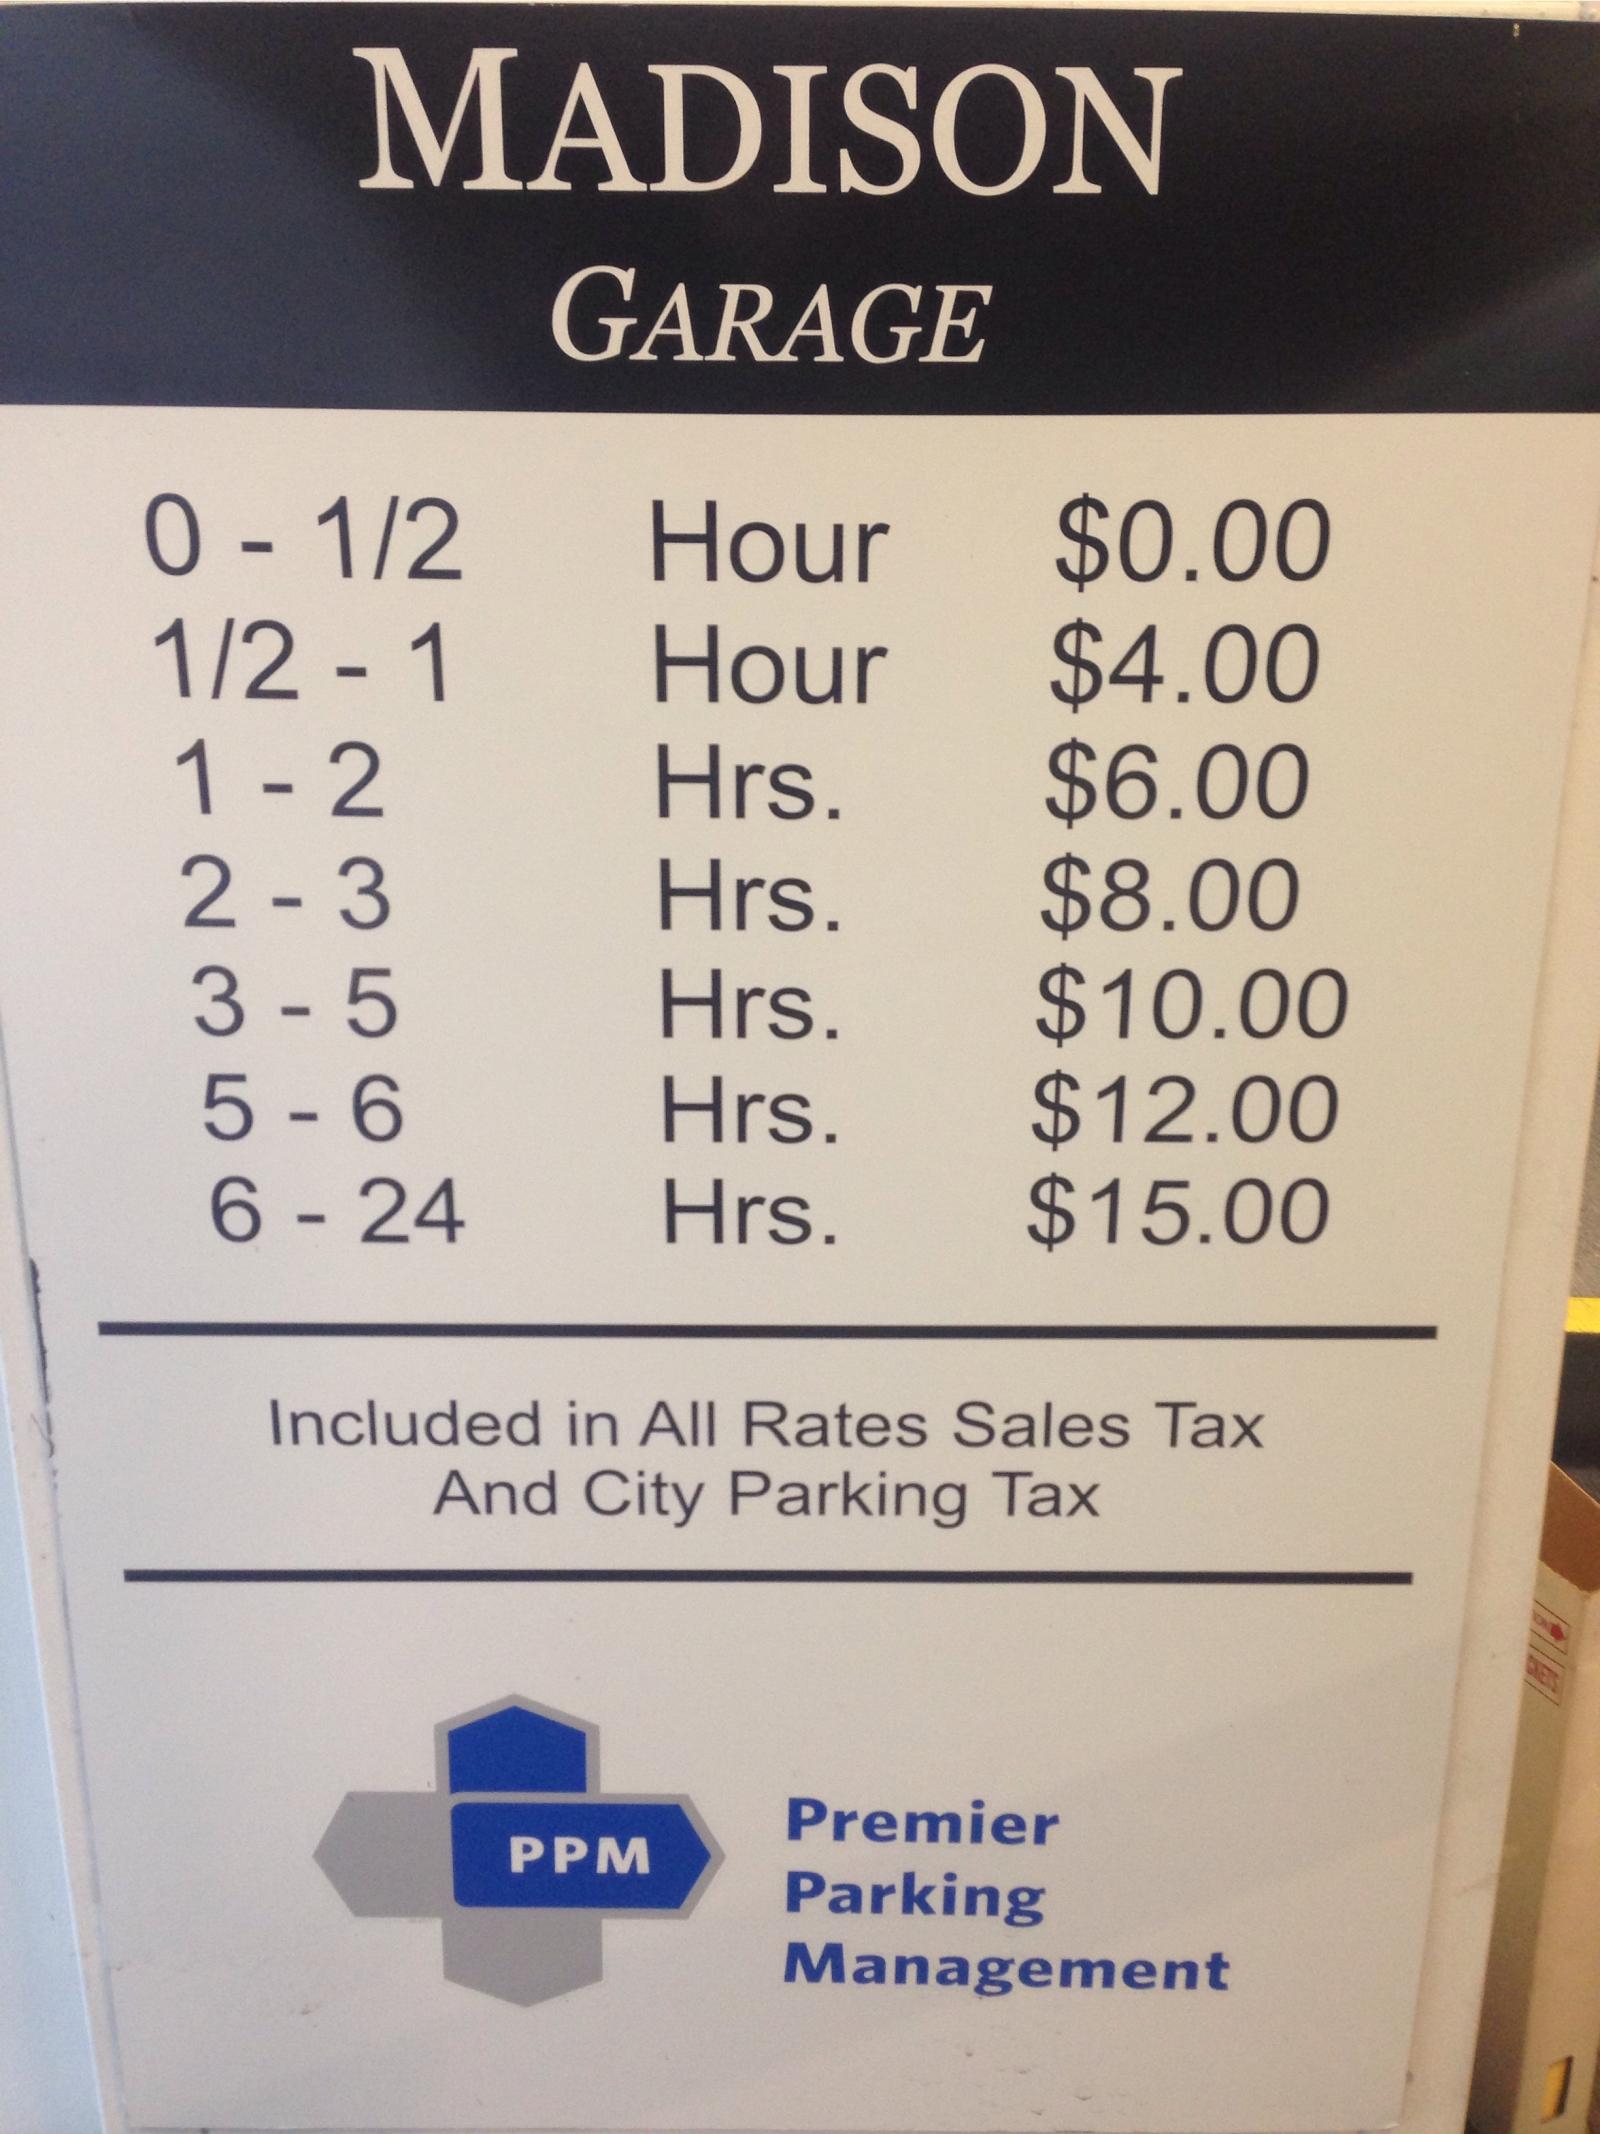 MADISON
GARAGE
0 - 1/2 Hour $0.00
1/2 - 1 Hour $4.00
1 - 2 Hrs. $6.00
2 - 3 Hrs. $8.00
3 - 5 Hrs. $10.00
5 - 6 Hrs. $12.00
6 - 24 Hrs. $15.00
Included in All Rates Sales Tax
And City Parking Tax
PPM
Premier
Parking
Management